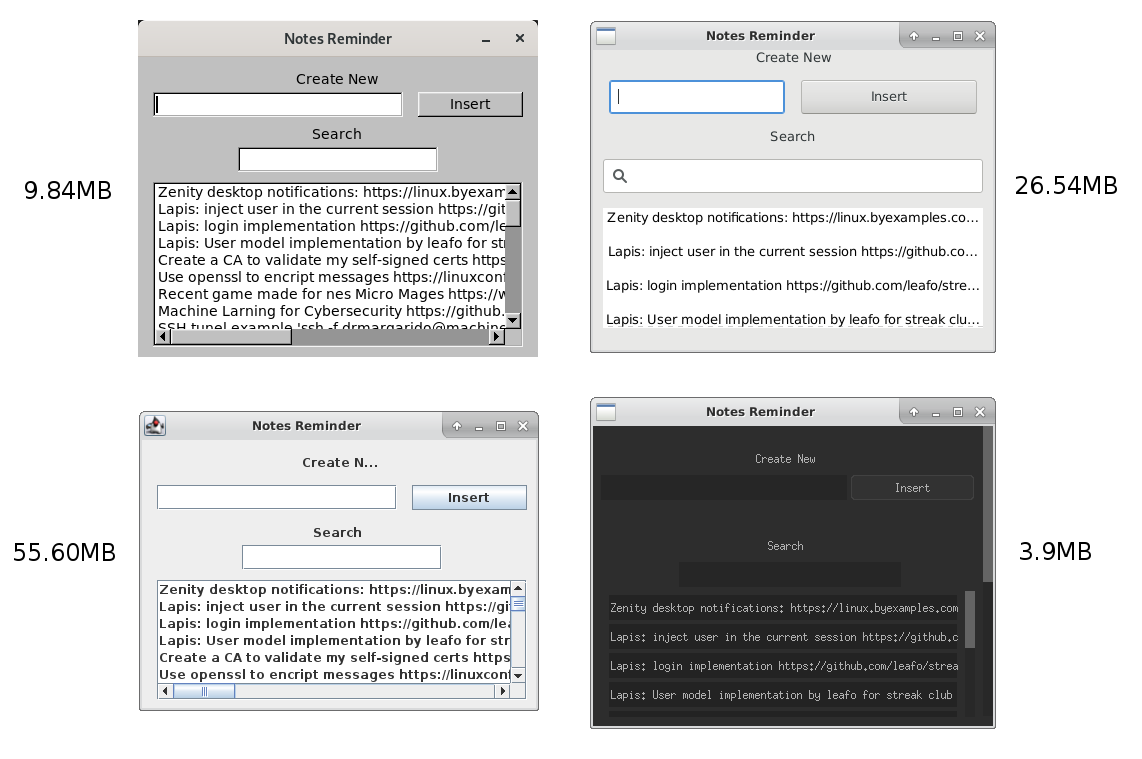 Notes Reminder
Create New
Insert
Search
Zenity desktop notifications: https://linux.byexam
Lapis: inject user in the current session https://git
Lapis: login implementation https://github.com/le
Lapis: User model implementation by leafo for str
Create a CA to validate my self-signed certs https
Use openssl to encript messages https://linuxconf
Recent game made for nes Micro Mages https://w
Machine Larning for Cybersecurity https://github.
SSH tunel example 'ssh -f drmargarido@machine
9.84MB
Notes Reminder
Create New
Insert
Search
Zenity desktop notifications: https://linux.byexamples.co...
Lapis: inject user in the current session https://github.co...
Lapis: login implementation https://github.com/leafo/stre...
Lapis: User model implementation by leafo for streak clu...
26.54MB
Notes Reminder
Create N...
Insert
Search
Zenity desktop notifications: https://linux.byexam
Lapis: inject user in the current session https://gi
Lapis: login implementation https://github.com/lea
Lapis: User model implementation by leafo for str
Create a CA to validate my self-signed certs https
Use openssl to encript messages https://linuxconf
55.60MB
Notes Reminder
Create New
Insert
Search
Zenity desktop notifications: https://linux.byexamples.com
Lapis: inject user in the current session https://github.c
Lapis: login implementation https://github.com/leafo/strea
Lapis: User model implementation by leafo for streak club
3.9MB